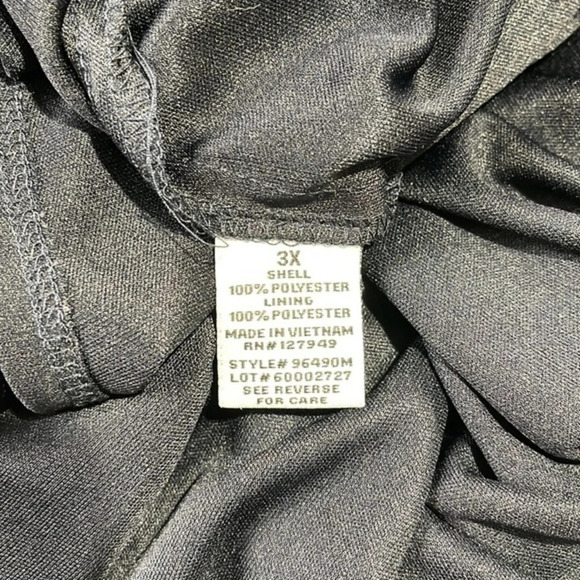 3X
SHELL
100% POLYESTER
LINING
100% POLYESTER
MADE IN VIETNAM
RN#127949
STYLE# 96490M
LOT# 60002727
SEE REVERSE
FOR CARE